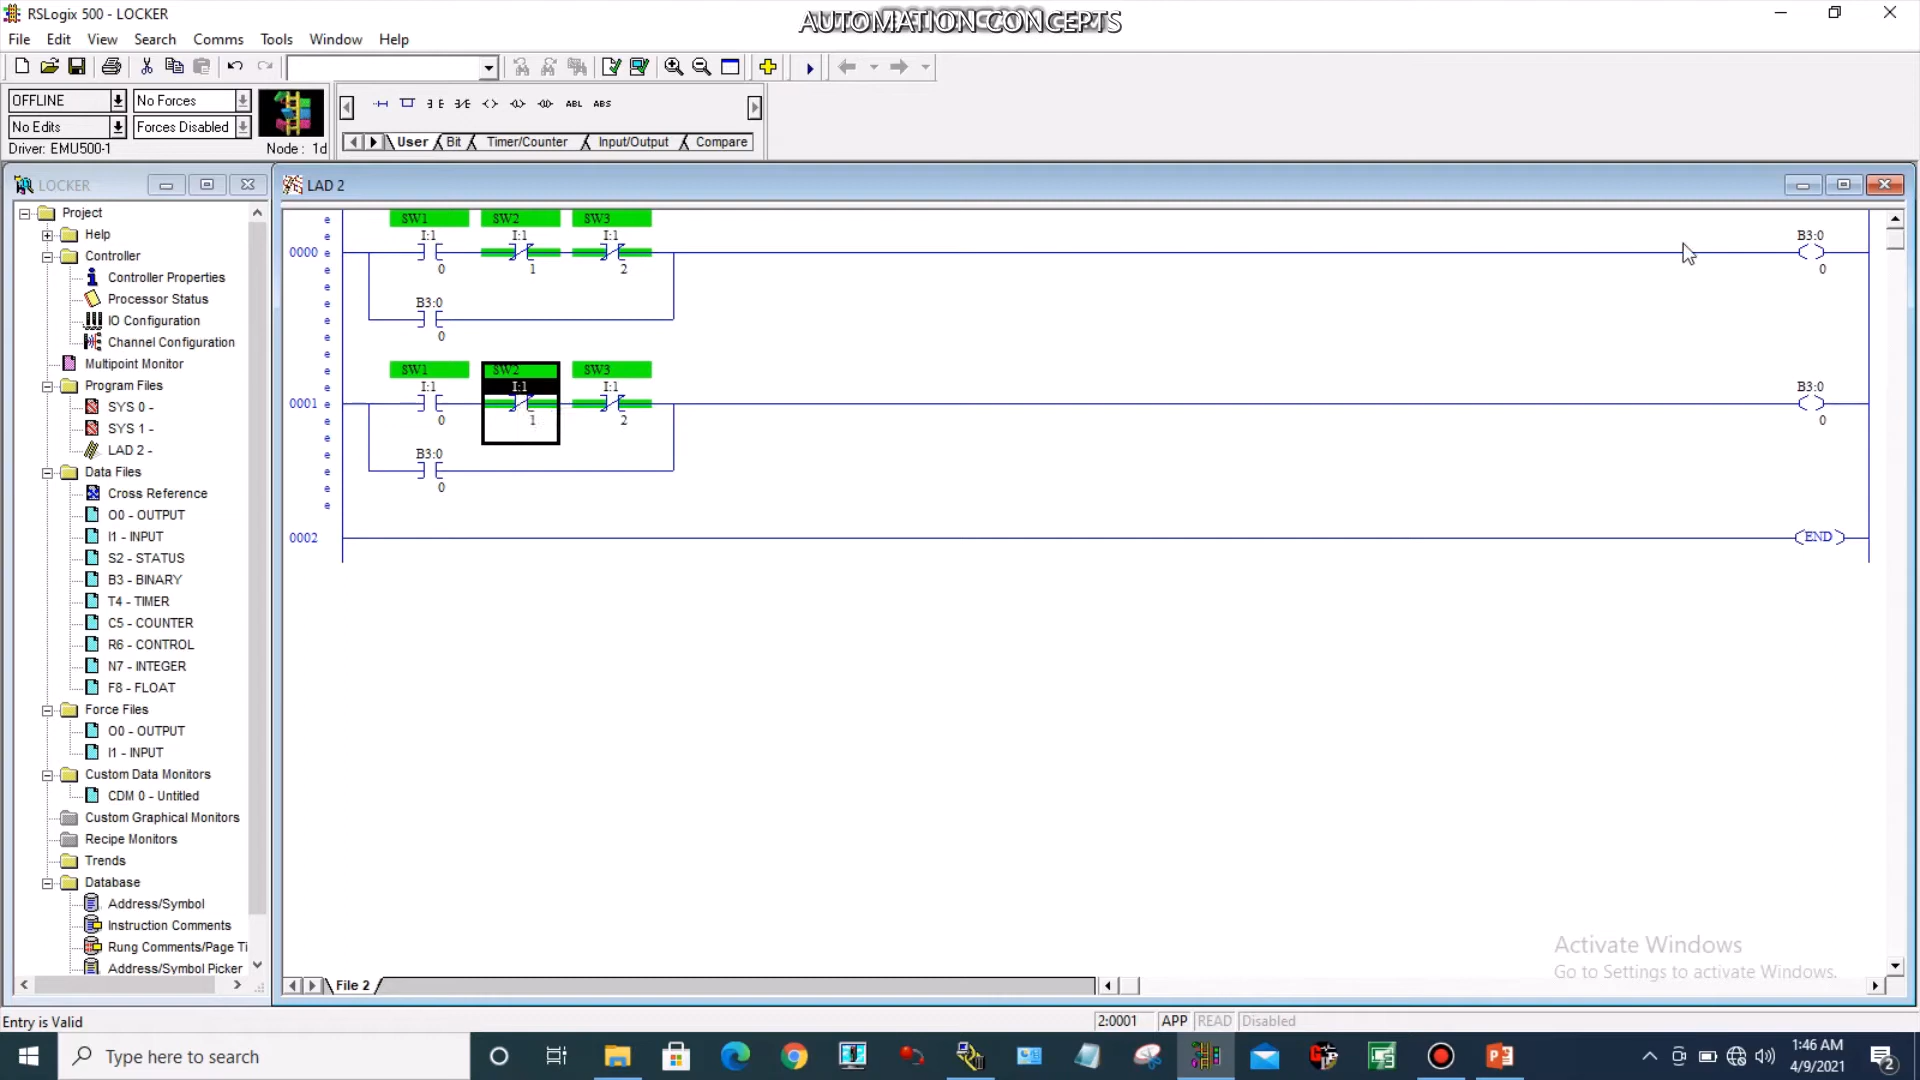 RSLogix 500 - LOCKER
AUTOMATION CONCEPTS
File Edit View Search Comms Tools Window Help
OFFLINE No Forces
No Edits Forces Disabled
Driver: EMU500-1 Node : 1d
ABL ABS
User Bit Timer/Counter Input/Output Compare
LOCKER
Project
Help
Controller
Controller Properties
Processor Status
IO Configuration
Channel Configuration
Multipoint Monitor
Program Files
SYS 0 -
SYS 1 -
LAD 2 -
Data Files
Cross Reference
O0 - OUTPUT
I1 - INPUT
S2 - STATUS
B3 - BINARY
T4 - TIMER
C5 - COUNTER
R6 - CONTROL
N7 - INTEGER
F8 - FLOAT
Force Files
O0 - OUTPUT
I1 - INPUT
Custom Data Monitors
CDM 0 - Untitled
Custom Graphical Monitors
Recipe Monitors
Trends
Database
Address/Symbol
Instruction Comments
Rung Comments/Page Ti
Address/Symbol Picker
LAD 2
SW1 SW2 SW3
e
e I:1 I:1 I:1 B3:0
0000 e
e 0 1 2 0
e
e B3:0
e
e 0
e
e SW1 SW2 SW3
e I:1 I:1 I:1 B3:0
0001 e
e 0 1 2 0
e
e B3:0
e
e 0
e
0002 END
File 2
Activate Windows
Go to Settings to activate Windows.
Entry is Valid
2:0001 APP READ Disabled
Type here to search
1:46 AM
4/9/2021
2